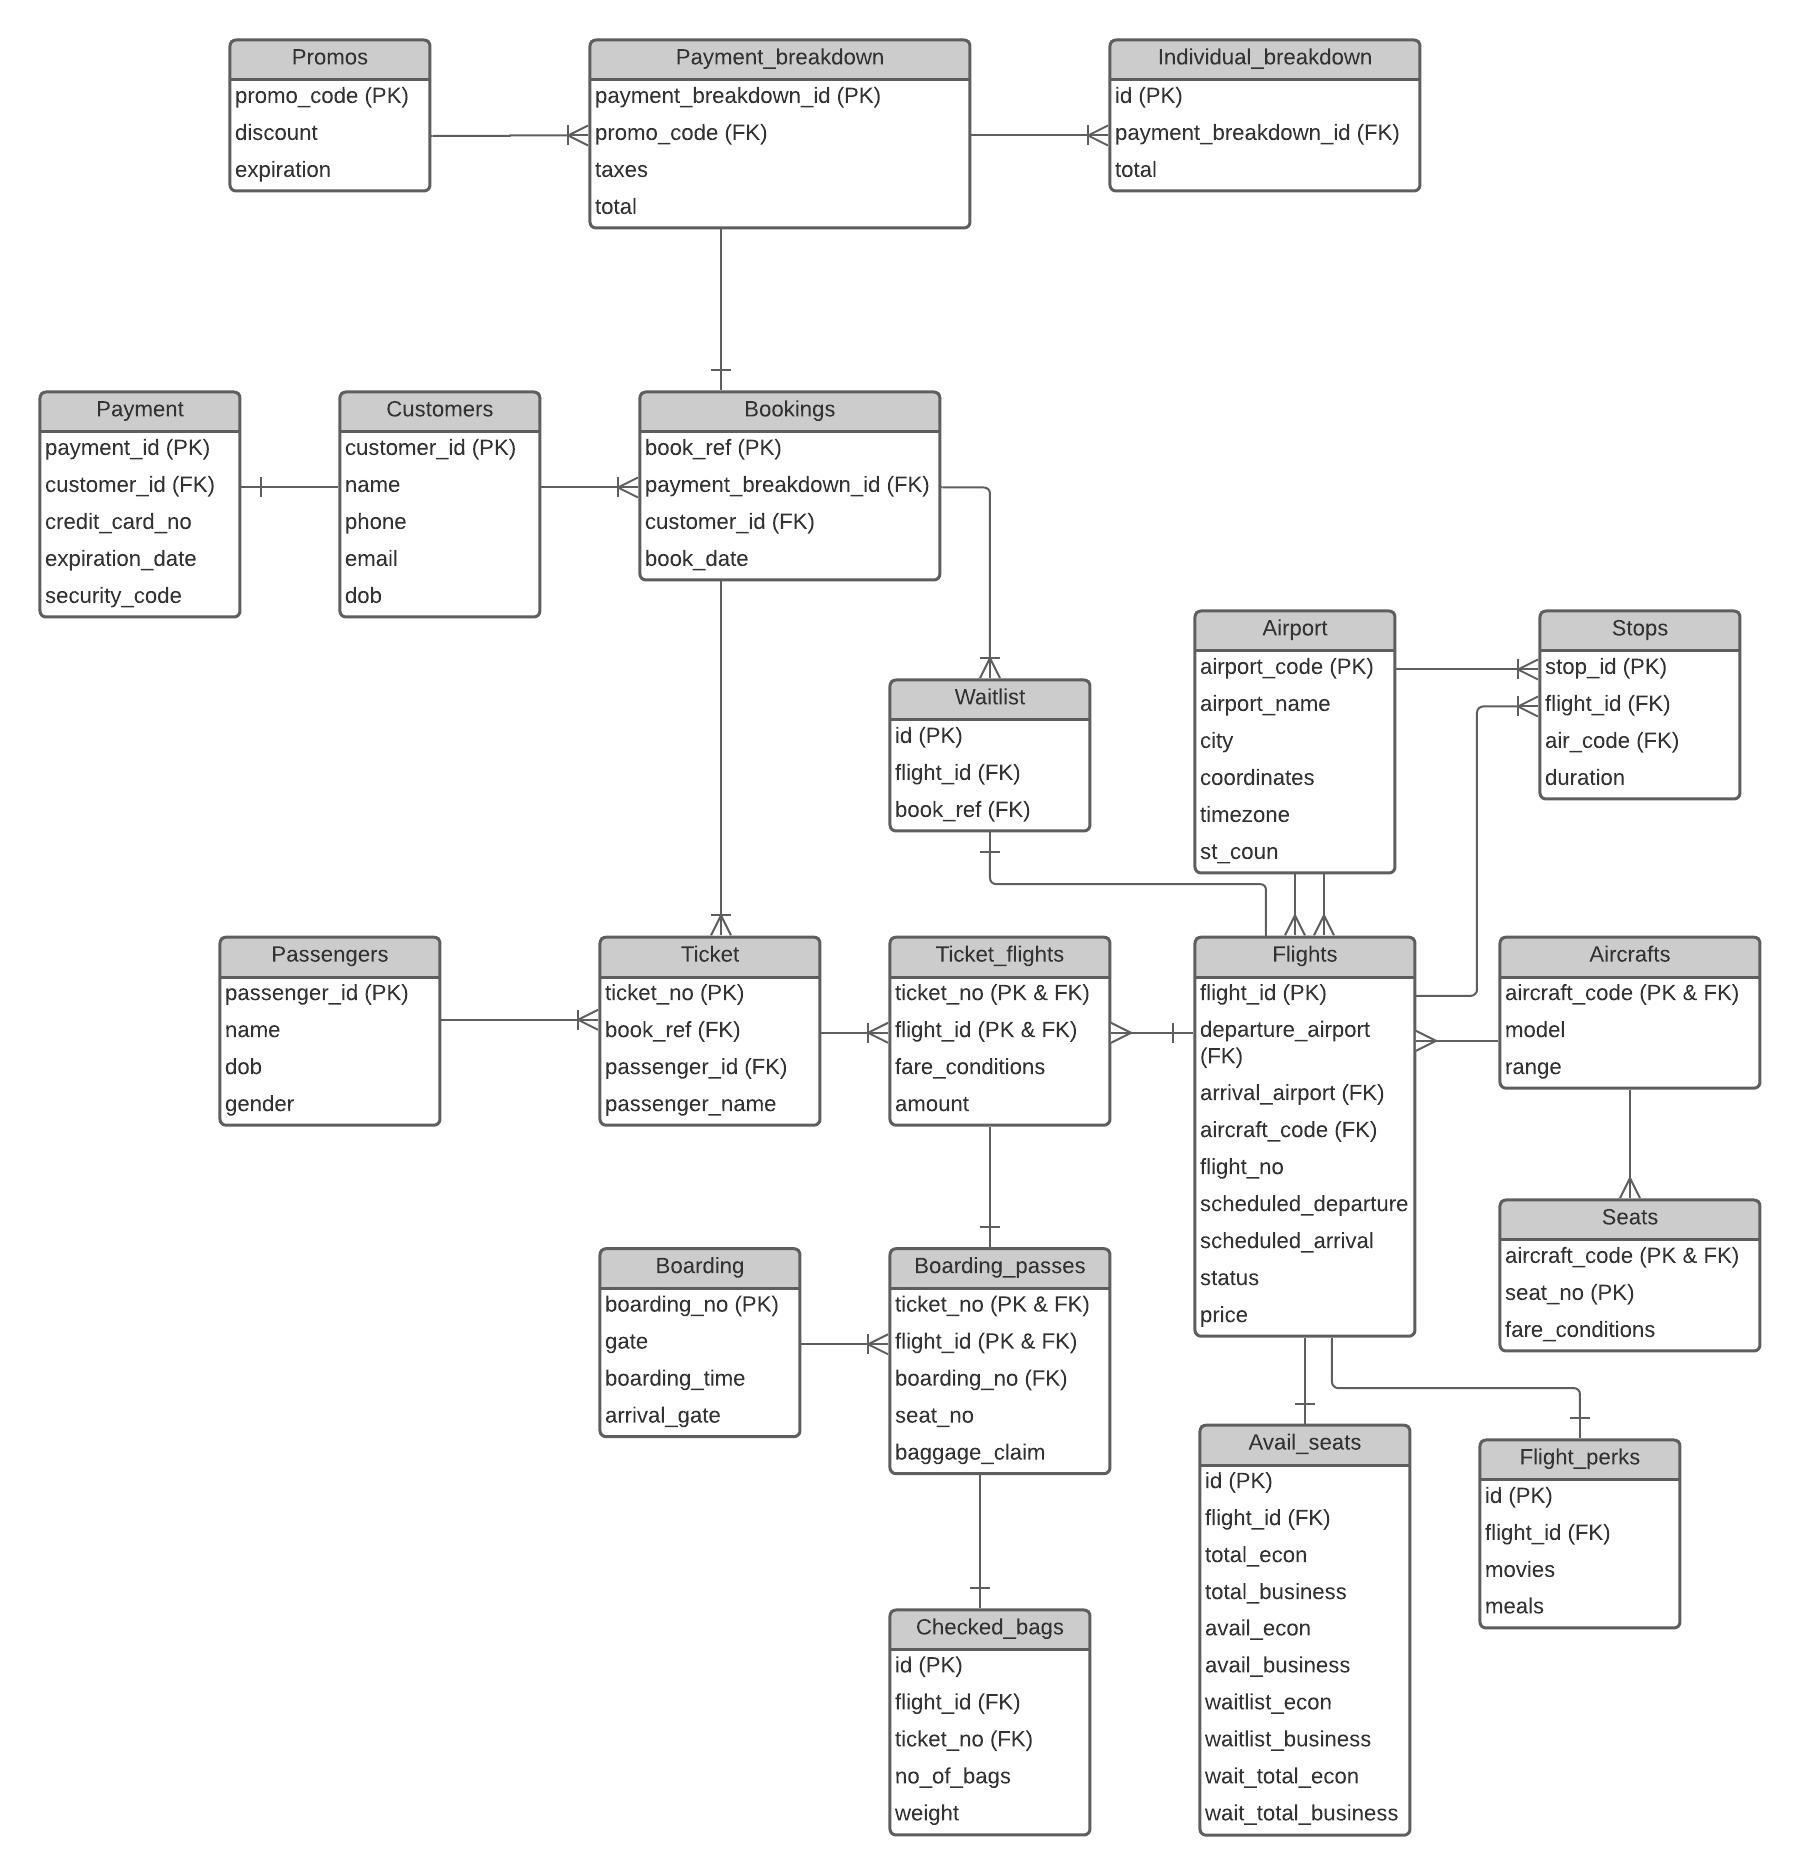 Promos
promo_code (PK)
discount
expiration
Payment_breakdown
payment_breakdown_id (PK)
promo_code (FK)
taxes
total
Individual_breakdown
id (PK)
payment_breakdown_id (FK)
total
Payment
payment_id (PK)
customer_id (FK)
credit_card_no
expiration_date
security_code
Customers
customer_id (PK)
name
phone
email
dob
Bookings
book_ref (PK)
payment_breakdown_id (FK)
customer_id (FK)
book_date
Waitlist
id (PK)
flight_id (FK)
book_ref (FK)
Airport
airport_code (PK)
airport_name
city
coordinates
timezone
st_coun
Stops
stop_id (PK)
flight_id (FK)
air_code (FK)
duration
Passengers
passenger_id (PK)
name
dob
gender
Ticket
ticket_no (PK)
book_ref (FK)
passenger_id (FK)
passenger_name
Ticket_flights
ticket_no (PK & FK)
flight_id (PK & FK)
fare_conditions
amount
Flights
flight_id (PK)
departure_airport
(FK)
arrival_airport (FK)
aircraft_code (FK)
flight_no
scheduled_departure
scheduled_arrival
status
price
Aircrafts
aircraft_code (PK & FK)
model
range
Seats
aircraft_code (PK & FK)
seat_no (PK)
fare_conditions
Boarding
boarding_no (PK)
gate
boarding_time
arrival_gate
Boarding_passes
ticket_no (PK & FK)
flight_id (PK & FK)
boarding_no (FK)
seat_no
baggage_claim
Avail_seats
id (PK)
flight_id (FK)
total_econ
total_business
avail_econ
avail_business
waitlist_econ
waitlist_business
wait_total_econ
wait_total_business
Flight_perks
id (PK)
flight_id (FK)
movies
meals
Checked_bags
id (PK)
flight_id (FK)
ticket_no (FK)
no_of_bags
weight